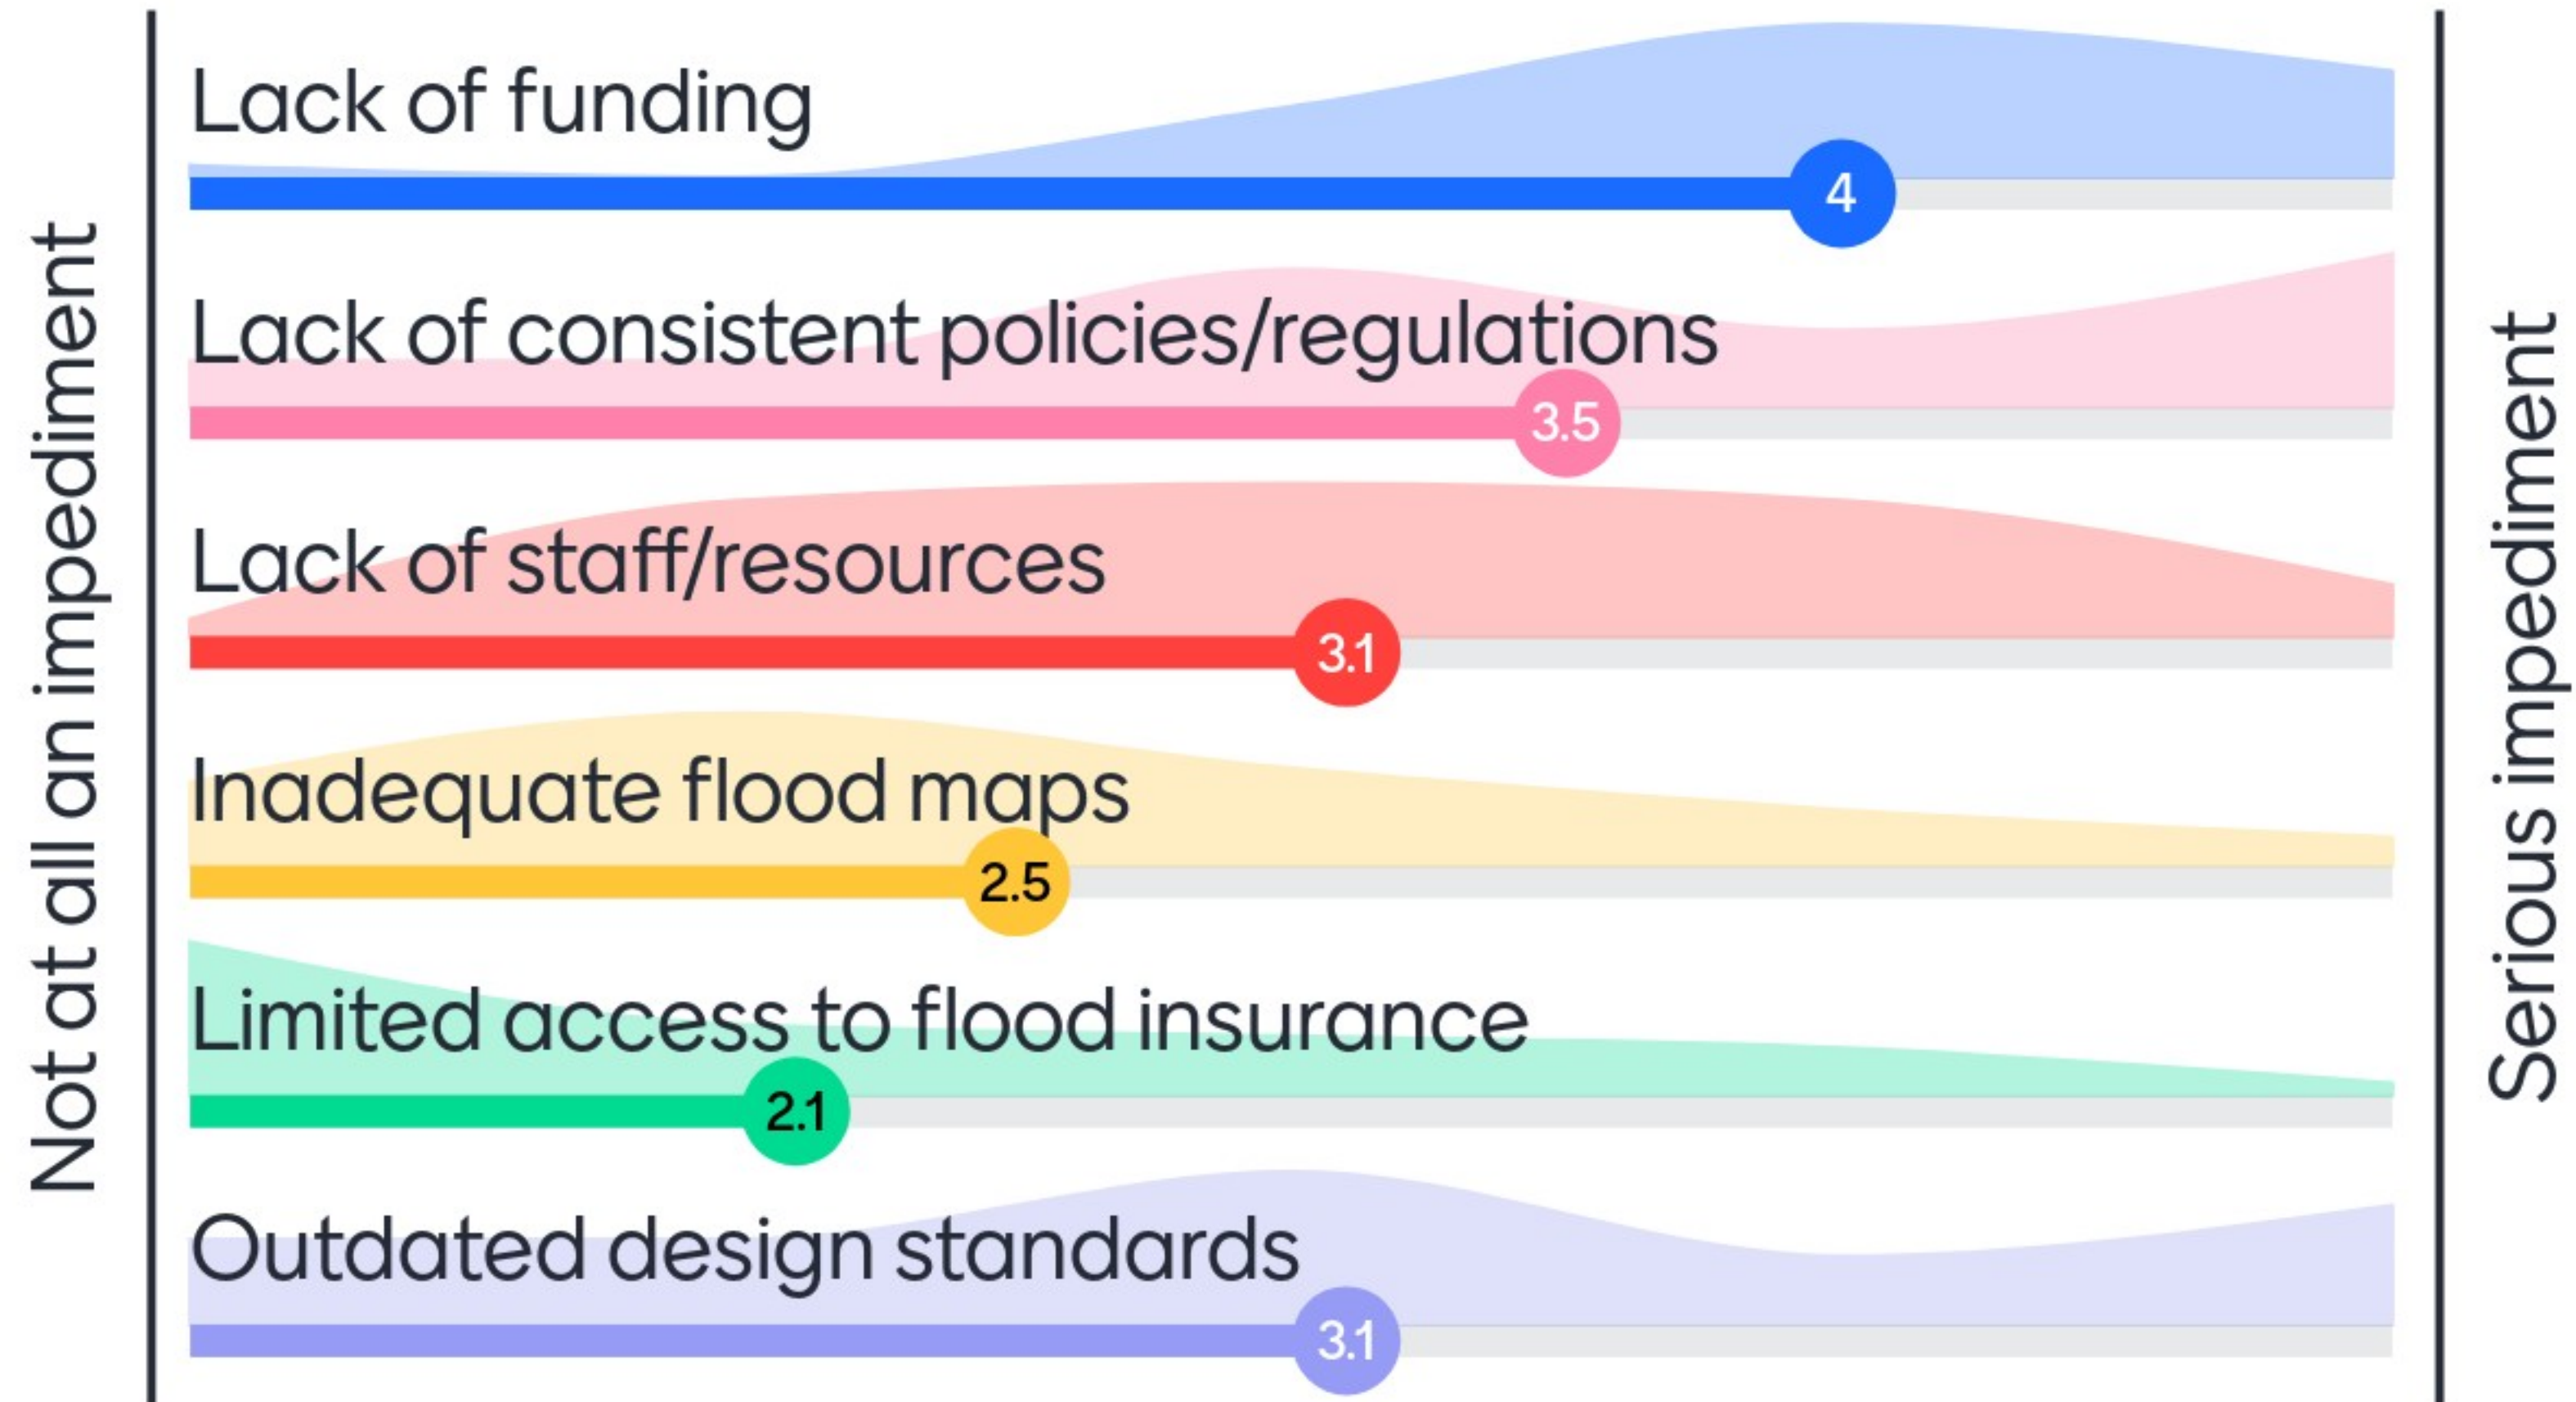 Not at all an impediment
Lack of funding
4
Lack of consistent policies/regulations
3.5
Lack of staff/resources
3.1
Inadequate flood maps
2.5
Limited access to flood insurance
2.1
Outdated design standards
3.1
Serious impediment